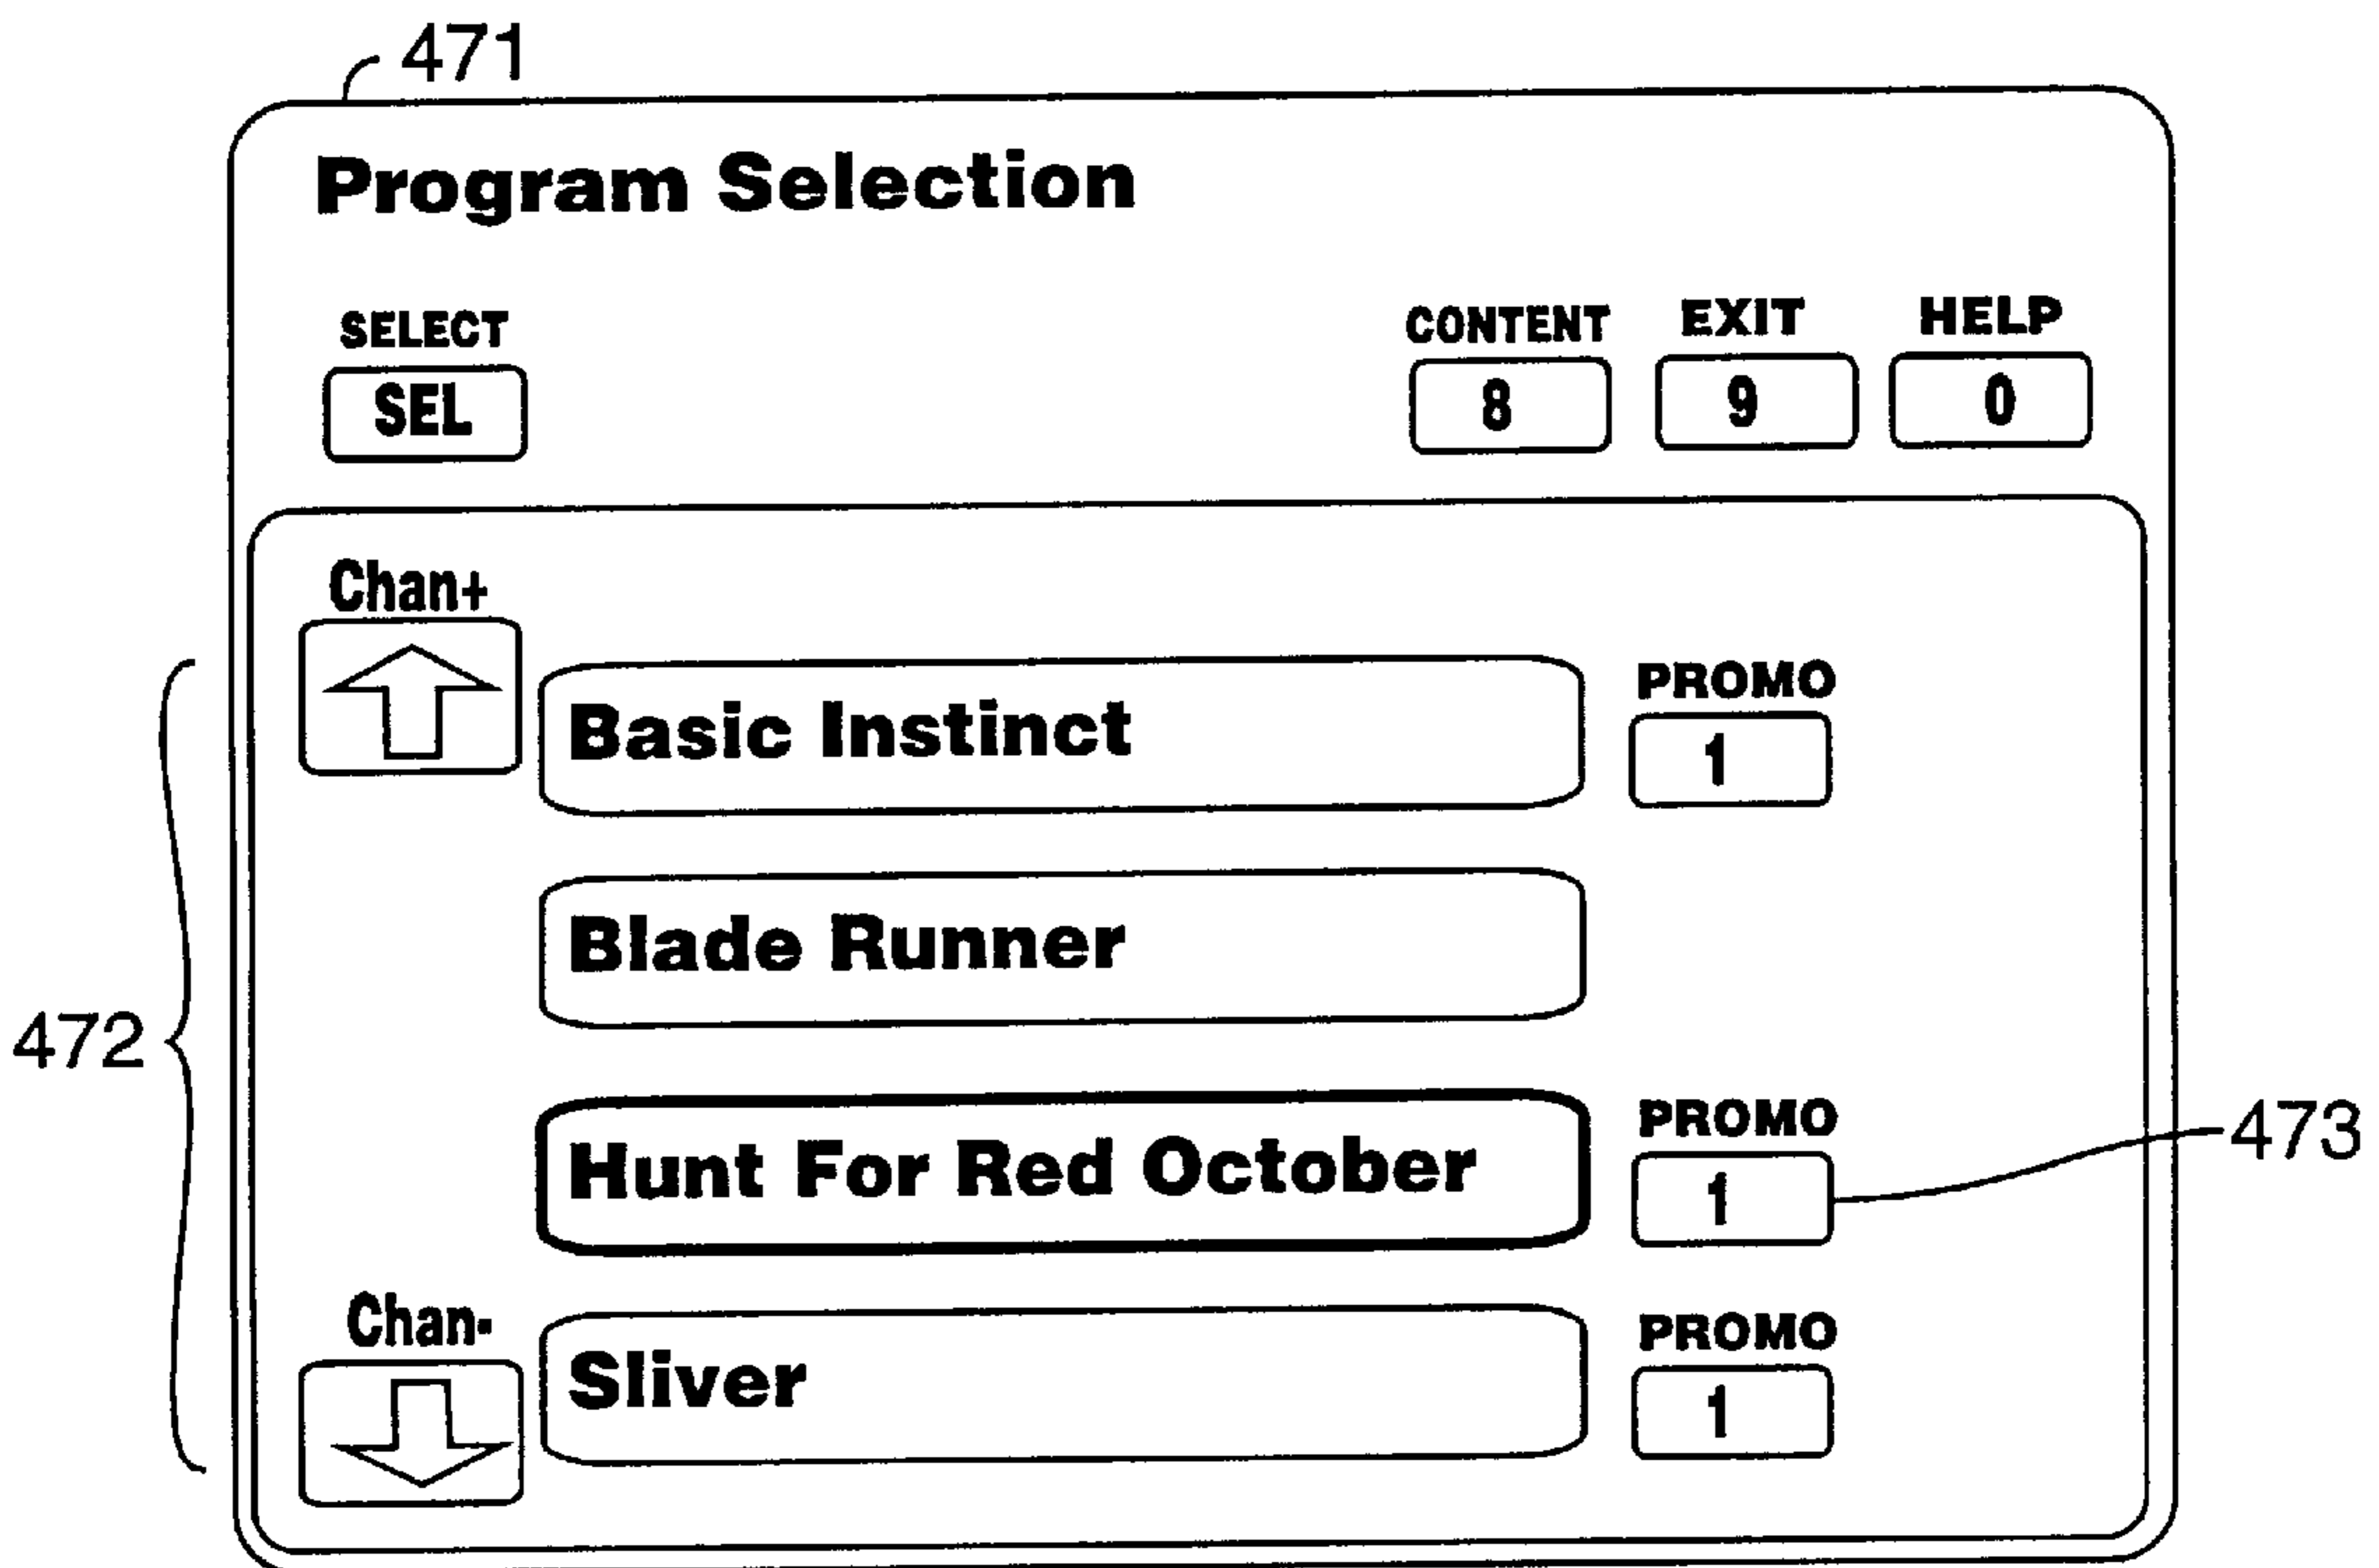 471
Program Selection
SELECT CONTENT EXIT HELP
SEL 8 9 0
Chan+
PROMO
Basic Instinct 1
Blade Runner
472
PROMO 473
Hunt For Red October 1
Chan- PROMO
Sliver 1